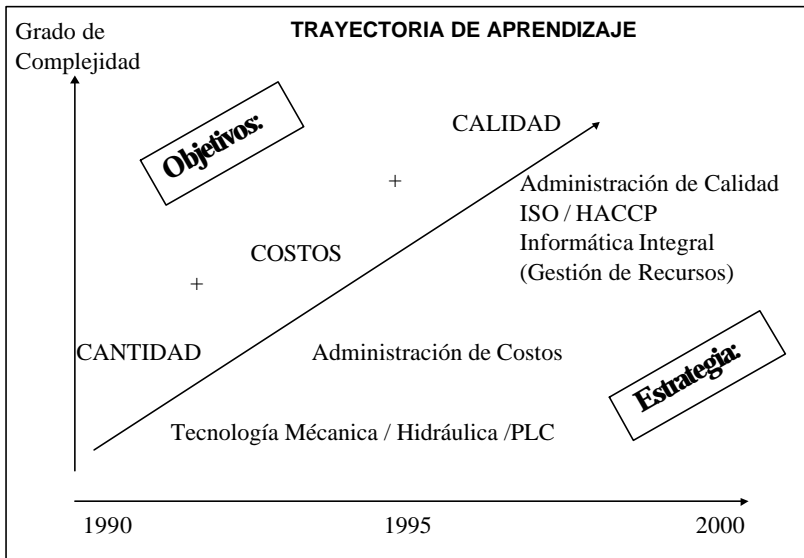 TRAYECTORIA DE APRENDIZAJE
Grado de
Complejidad
Objetivos:
CALIDAD
+
Administración de Calidad
ISO / HACCP
Informática Integral
(Gestión de Recursos)
COSTOS
+
CANTIDAD
Administración de Costos
Estrategia:
Tecnología Mécanica / Hidráulica /PLC
1990
1995
2000